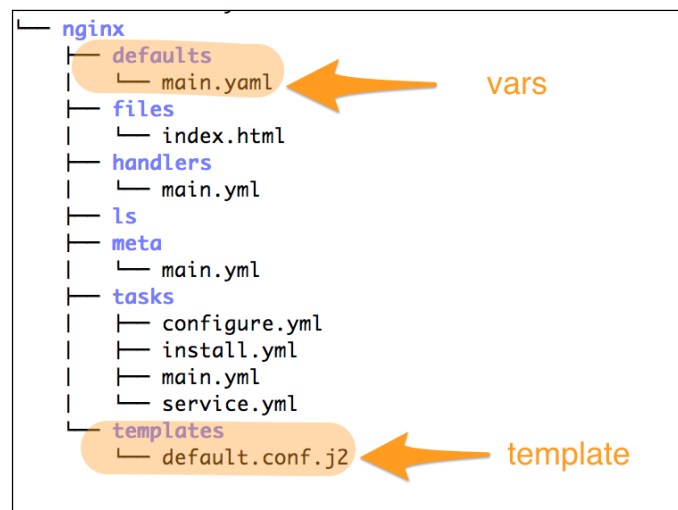 └── nginx
├── defaults
│   └── main.yaml
vars
├── files
│   └── index.html
├── handlers
│   └── main.yml
├── ls
├── meta
│   └── main.yml
├── tasks
│   ├── configure.yml
│   ├── install.yml
│   ├── main.yml
│   └── service.yml
└── templates
└── default.conf.j2
template